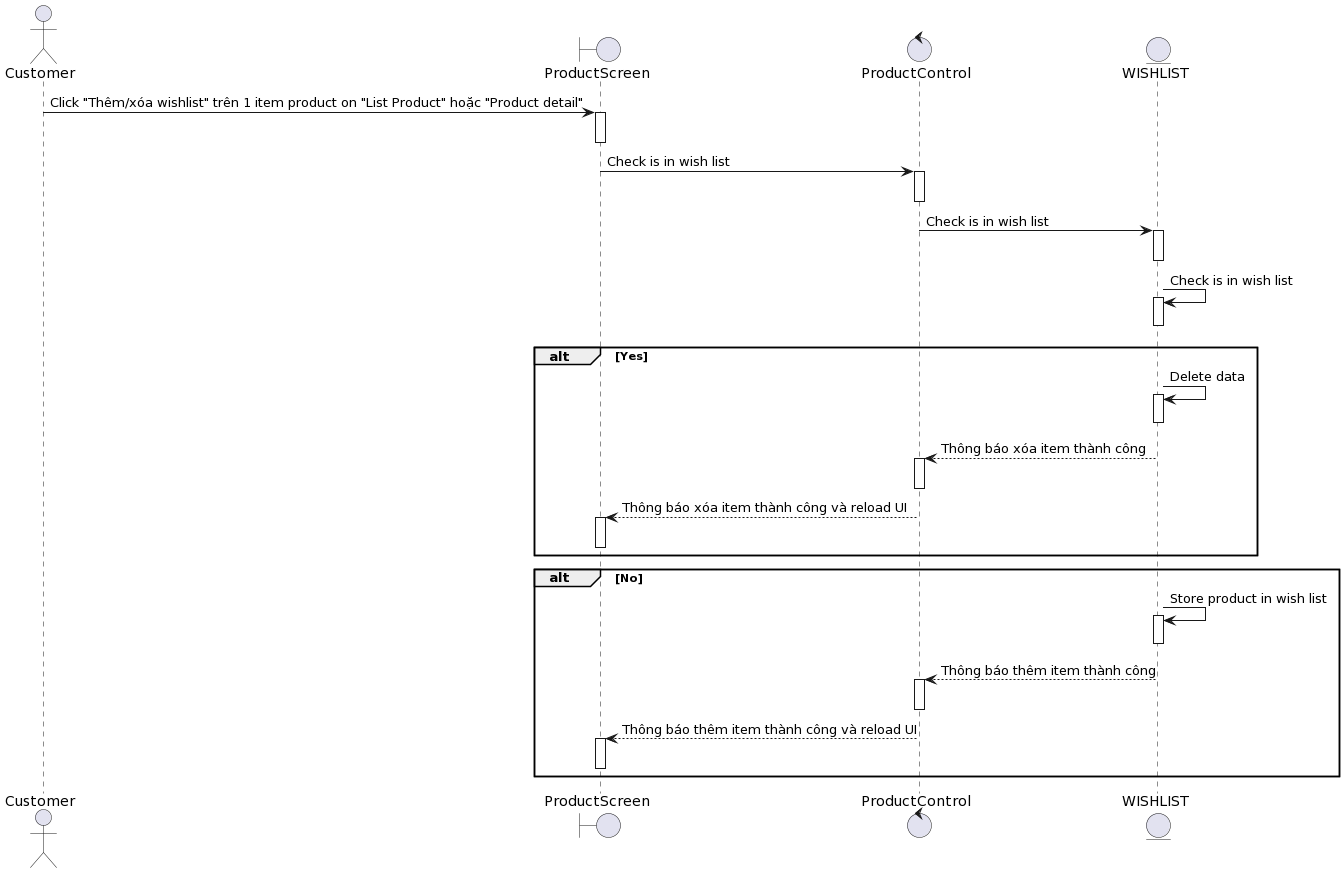 Customer
ProductScreen
ProductControl
WISHLIST
Click "Thêm/xóa wishlist" trên 1 item product on "List Product" hoặc "Product detail"
Check is in wish list
Check is in wish list
Check is in wish list
alt [Yes]
Delete data
Thông báo xóa item thành công
Thông báo xóa item thành công và reload UI
alt [No]
Store product in wish list
Thông báo thêm item thành công
Thông báo thêm item thành công và reload UI
Customer
ProductScreen
ProductControl
WISHLIST